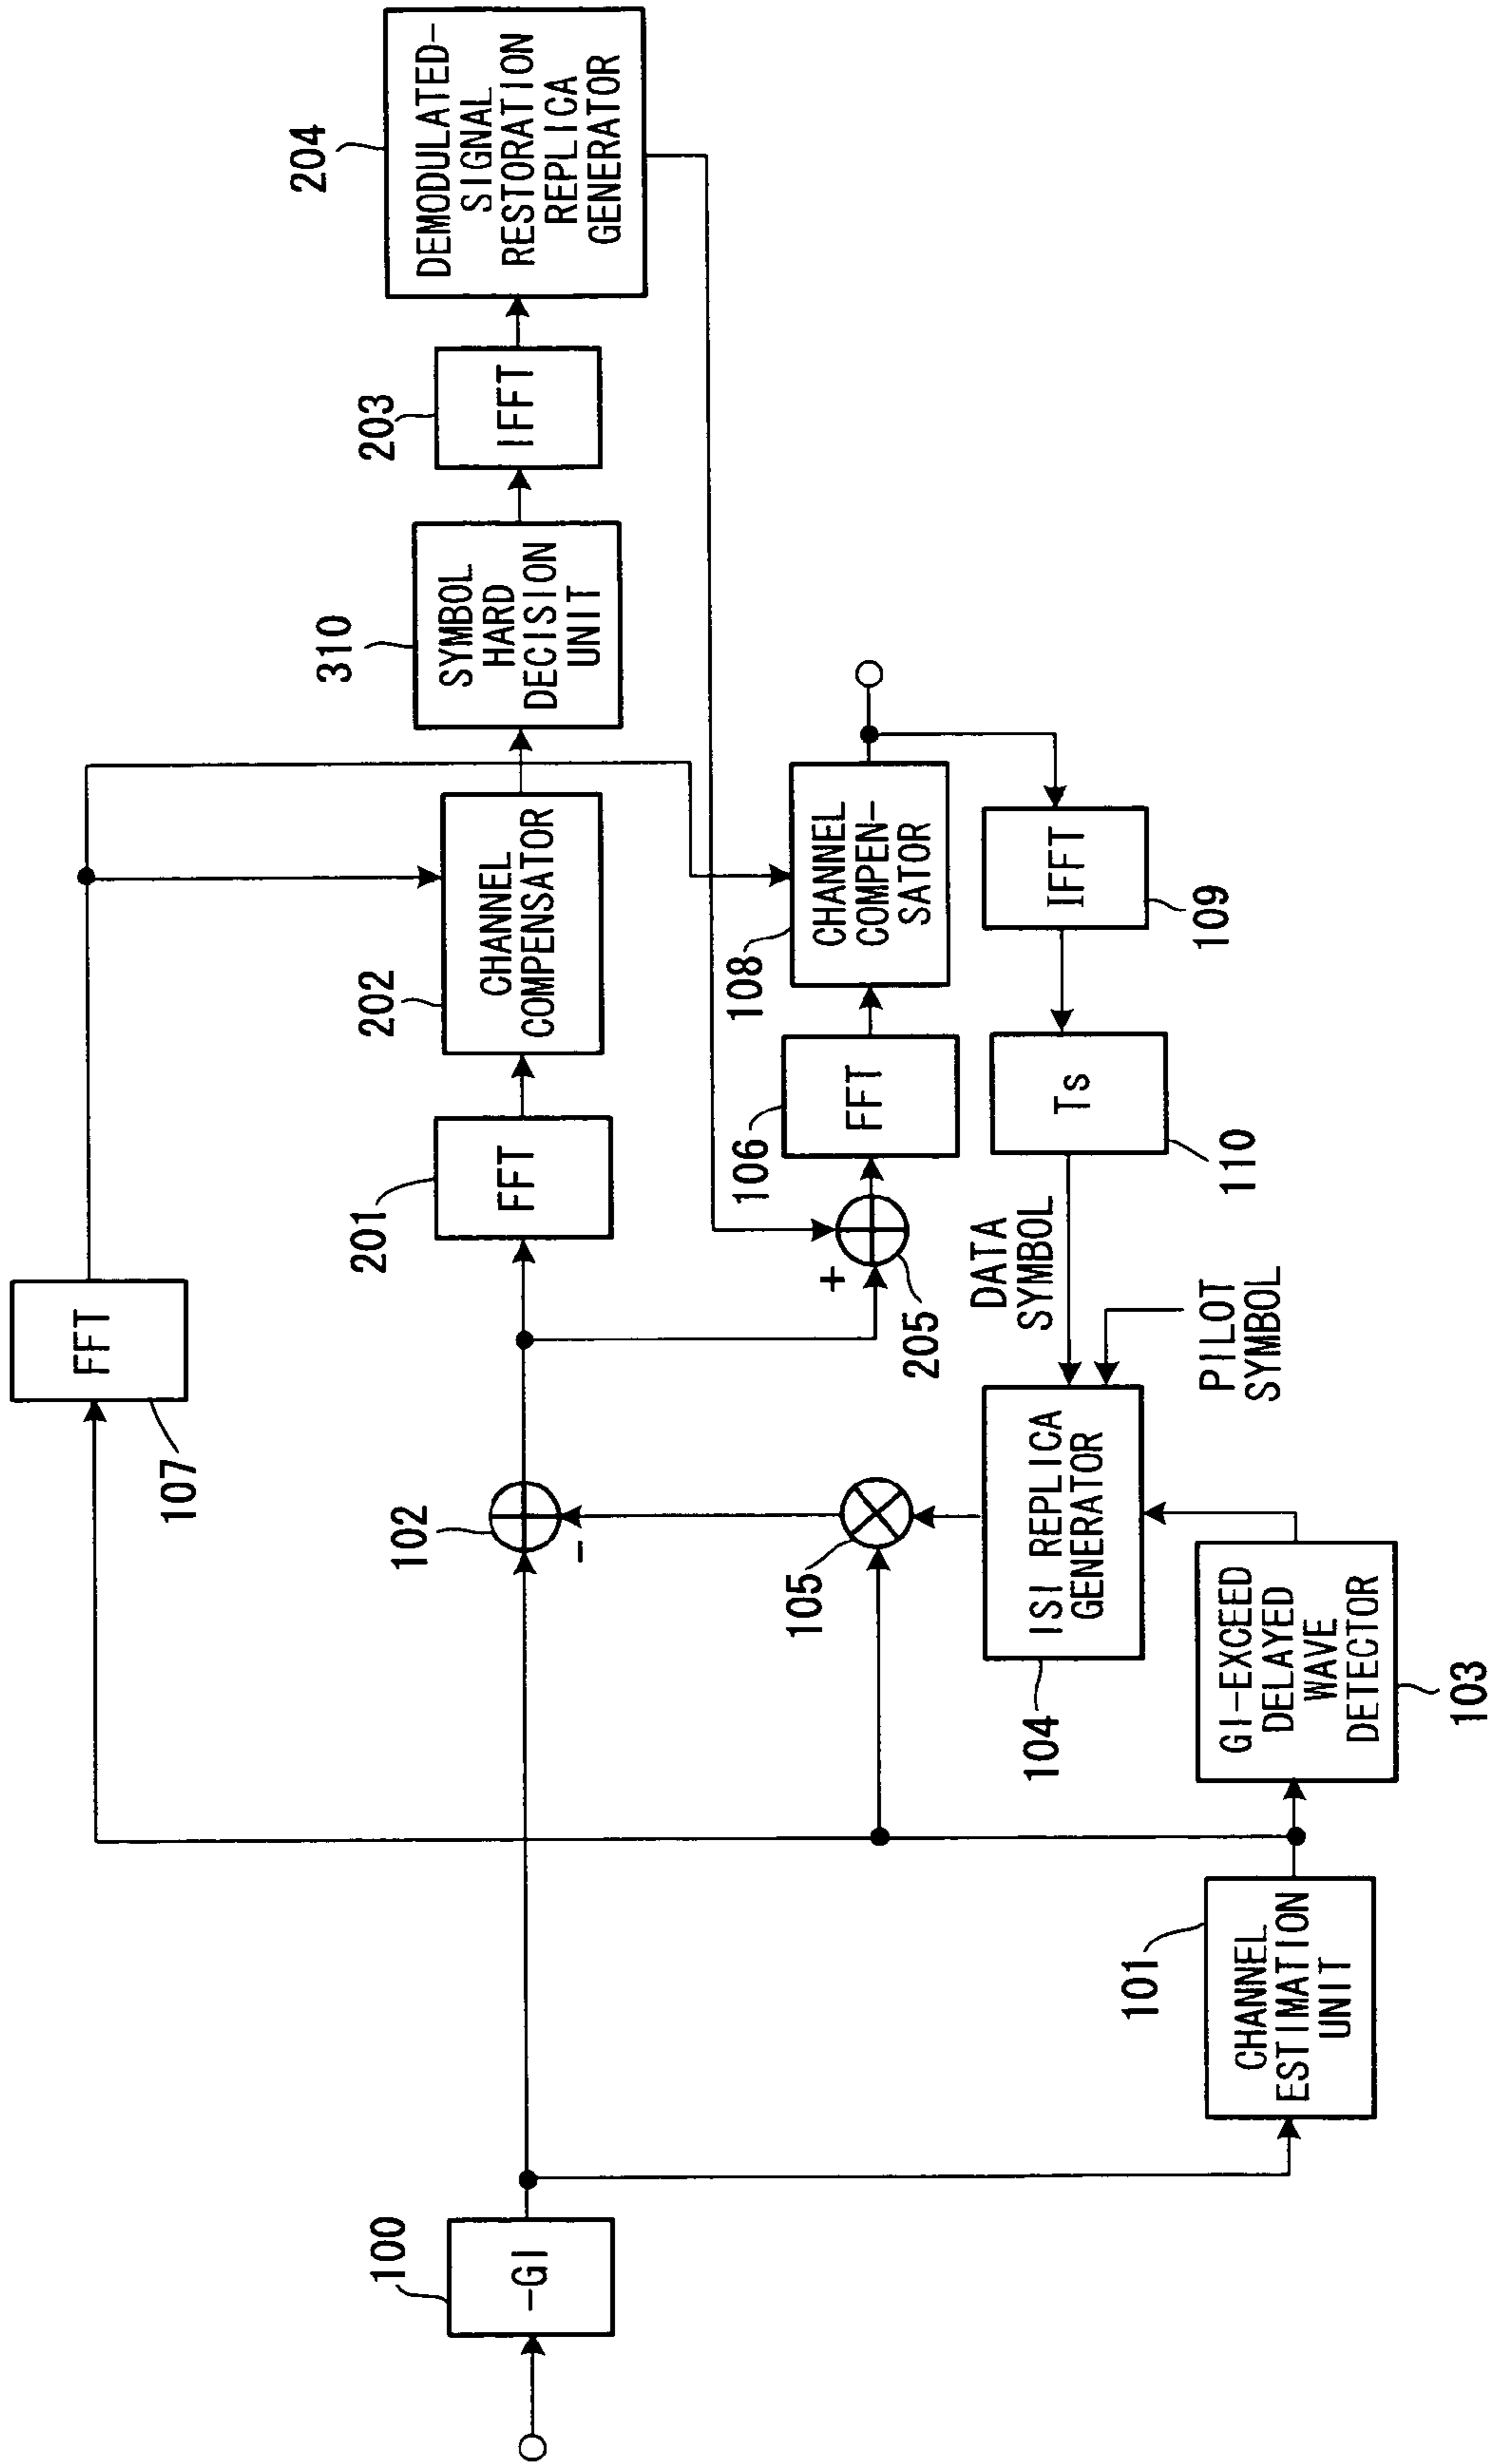 FFT
107
204
DEMODULATED-
SIGNAL
RESTORATION
REPLICA
GENERATOR
203
IFFT
310
SYMBOL
HARD
DECISION
UNIT
202
CHANNEL
COMPENSATOR
201
FFT
102
-
100
-GI
108
CHANNEL
COMPEN-
SATOR
106
FFT
+
205
105
IFFT
109
Ts
110
DATA
SYMBOL
PILOT
SYMBOL
ISI REPLICA
GENERATOR
104
GI-EXCEED
DELAYED
WAVE
DETECTOR
103
101
CHANNEL
ESTIMATION
UNIT